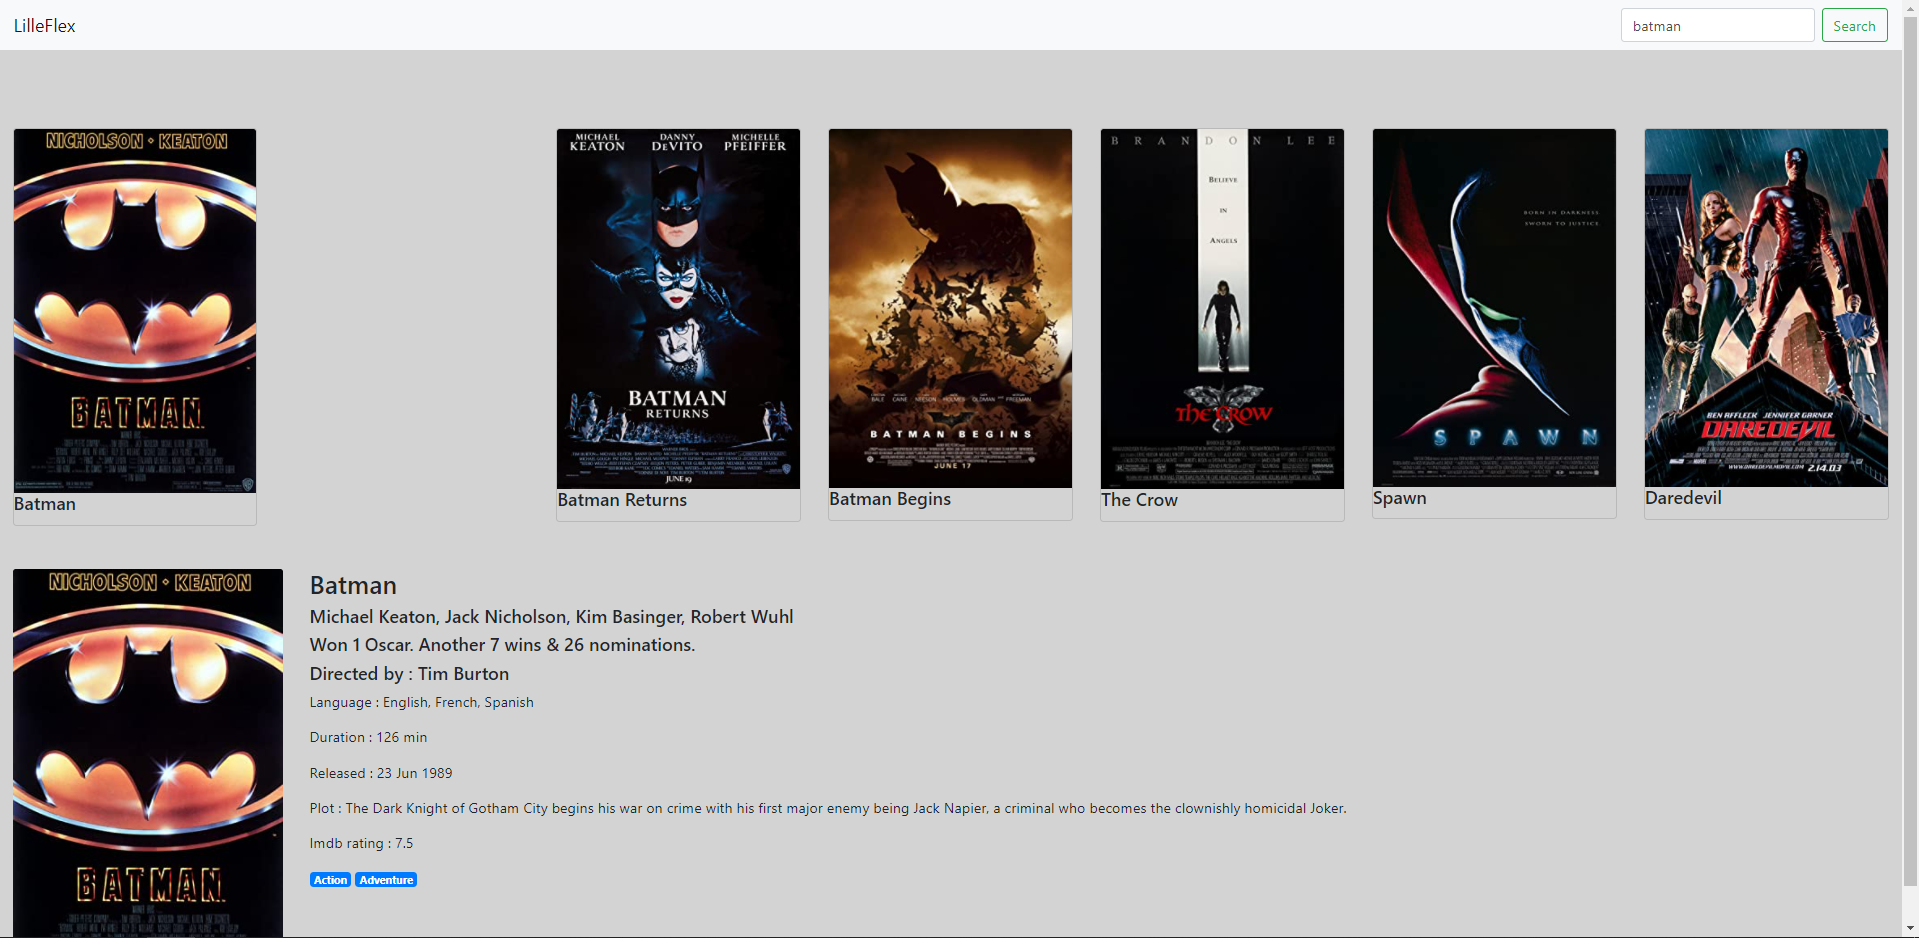 LilleFlex
batman
Search
NICHOLSON · KEATON
BATMAN
Batman
MICHAEL KEATON
DANNY DEVITO
MICHELLE PFEIFFER
BATMAN
RETURNS
JUNE 19
Batman Returns
BATMAN BEGINS
JUNE 17
Batman Begins
BRANDON LEE
BELIEVE
IN
ANGELS
THE CROW
The Crow
BORN IN DARKNESS
SWORN TO JUSTICE
SPAWN
Spawn
BEN AFFLECK JENNIFER GARNER
DAREDEVIL
WWW.DAREDEVILMOVIE.COM 2.14.03
Daredevil
NICHOLSON · KEATON
BATMAN
Batman
Michael Keaton, Jack Nicholson, Kim Basinger, Robert Wuhl
Won 1 Oscar. Another 7 wins & 26 nominations.
Directed by : Tim Burton
Language : English, French, Spanish
Duration : 126 min
Released : 23 Jun 1989
Plot : The Dark Knight of Gotham City begins his war on crime with his first major enemy being Jack Napier, a criminal who becomes the clownishly homicidal Joker.
Imdb rating : 7.5
Action Adventure